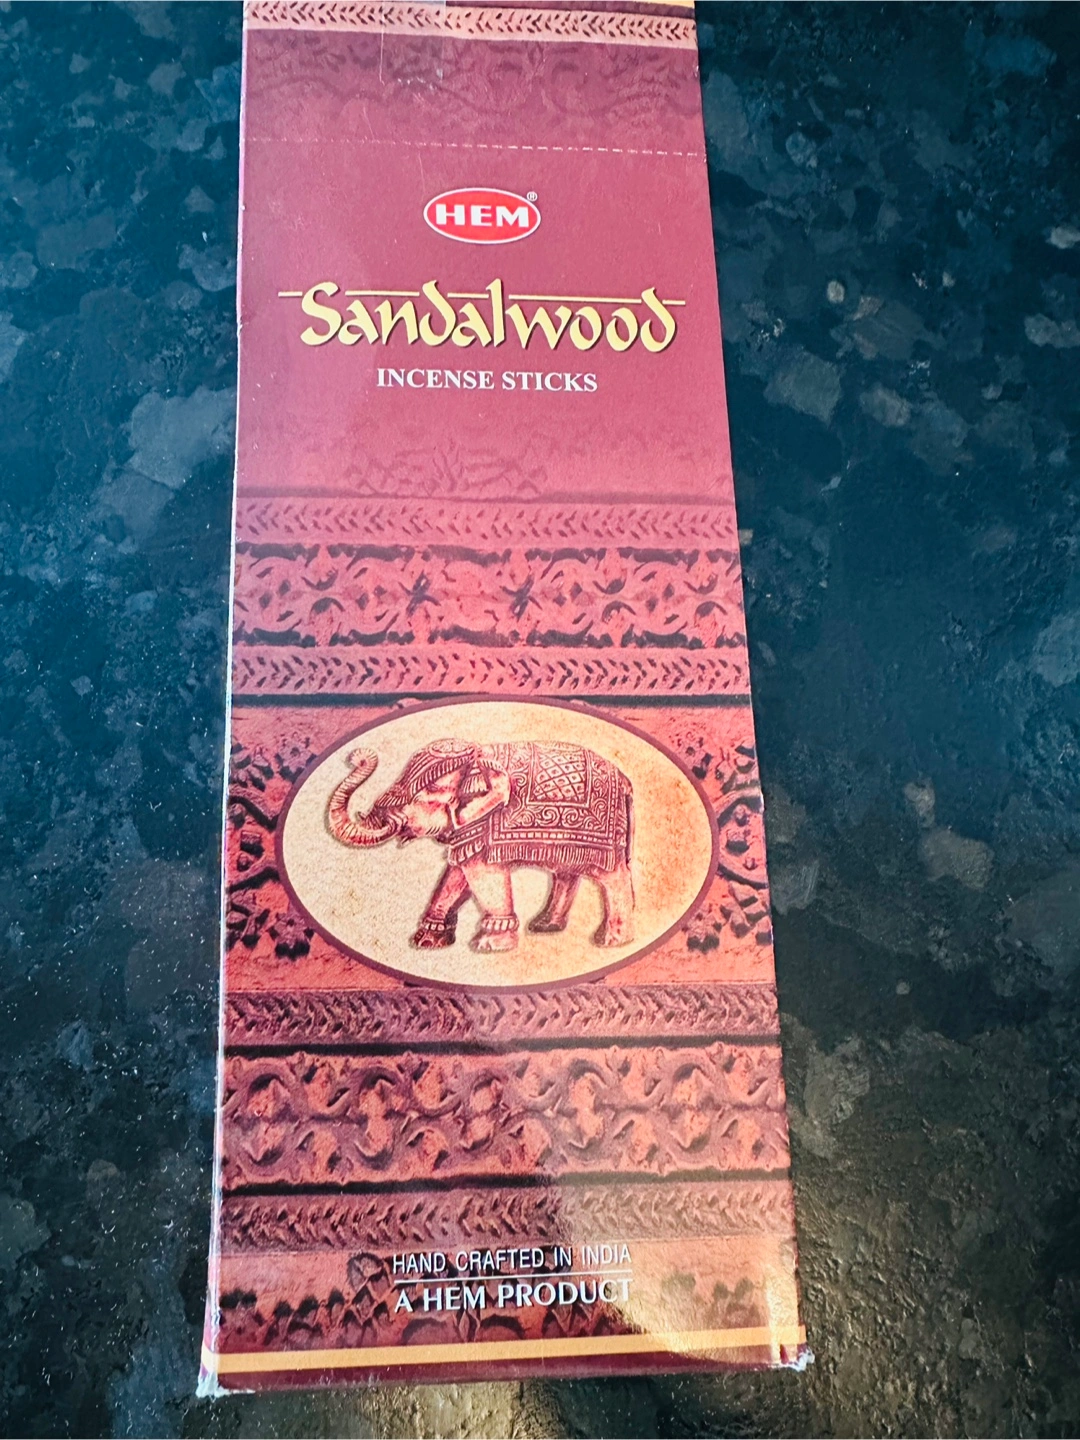 HEM®
Sandalwood
INCENSE STICKS
HAND CRAFTED IN INDIA
A HEM PRODUCT